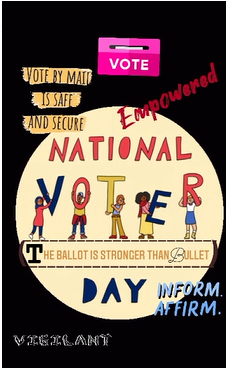 VOTE
VOTE BY MAIL
IS SAFE
AND SECURE
Empowered
NATIONAL
VOTER
THE BALLOT IS STRONGER THAN BULLET
DAY
INFORM.
AFFIRM.
VIGILANT